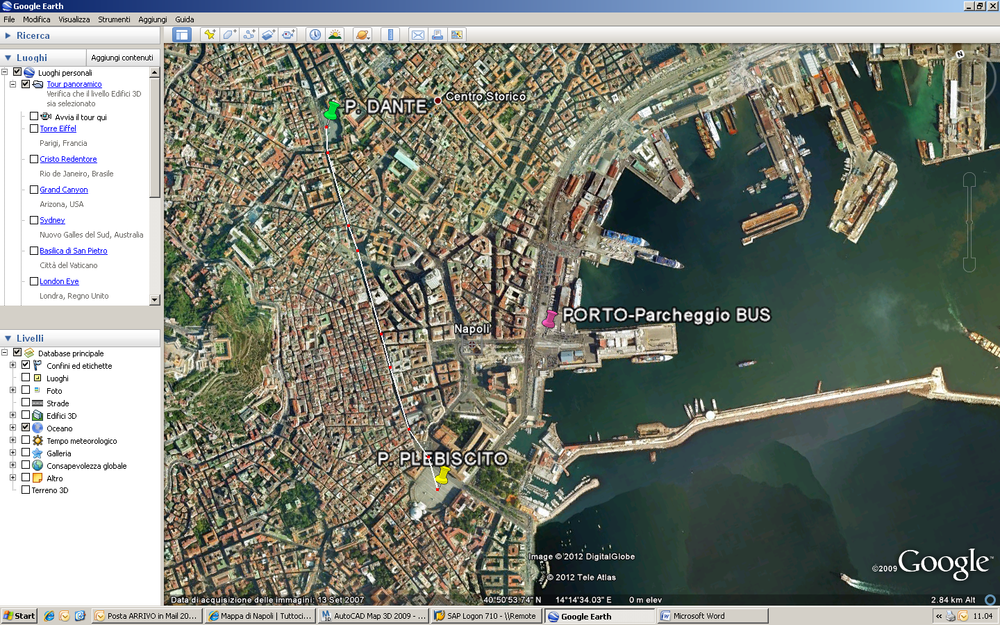 Google Earth
File Modifica Visualizza Strumenti Aggiungi Guida
Ricerca
Luoghi
Aggiungi contenuti
Luoghi personali
Tour panoramico
Verifica che il livello Edifici 3D
sia selezionato
Avvia il tour qui
Torre Eiffel
Parigi, Francia
Cristo Redentore
Rio de Janeiro, Brasile
Grand Canyon
Arizona, USA
Sydney
Nuovo Galles del Sud, Australia
Basilica di San Pietro
Città del Vaticano
London Eye
Londra, Regno Unito
Livelli
Database principale
Confini ed etichette
Luoghi
Foto
Strade
Edifici 3D
Oceano
Tempo meteorologico
Galleria
Consapevolezza globale
Altro
Terreno 3D
N
P. DANTE
Centro Storico
PORTO-Parcheggio BUS
Napoli
P. PLEBISCITO
Image © 2012 DigitalGlobe
© 2012 Tele Atlas
©2009 Google™
Data di acquisizione delle immagini: 13 Set 2007 40°50'53.74" N 14°14'34.03" E 0 m elev 2.84 km Alt
Start
Posta ARRIVO in Mail 20...
Mappa di Napoli | Tuttoci...
AutoCAD Map 3D 2009 - ...
SAP Logon 710 - \\Remote
Google Earth
Microsoft Word
«
11.04